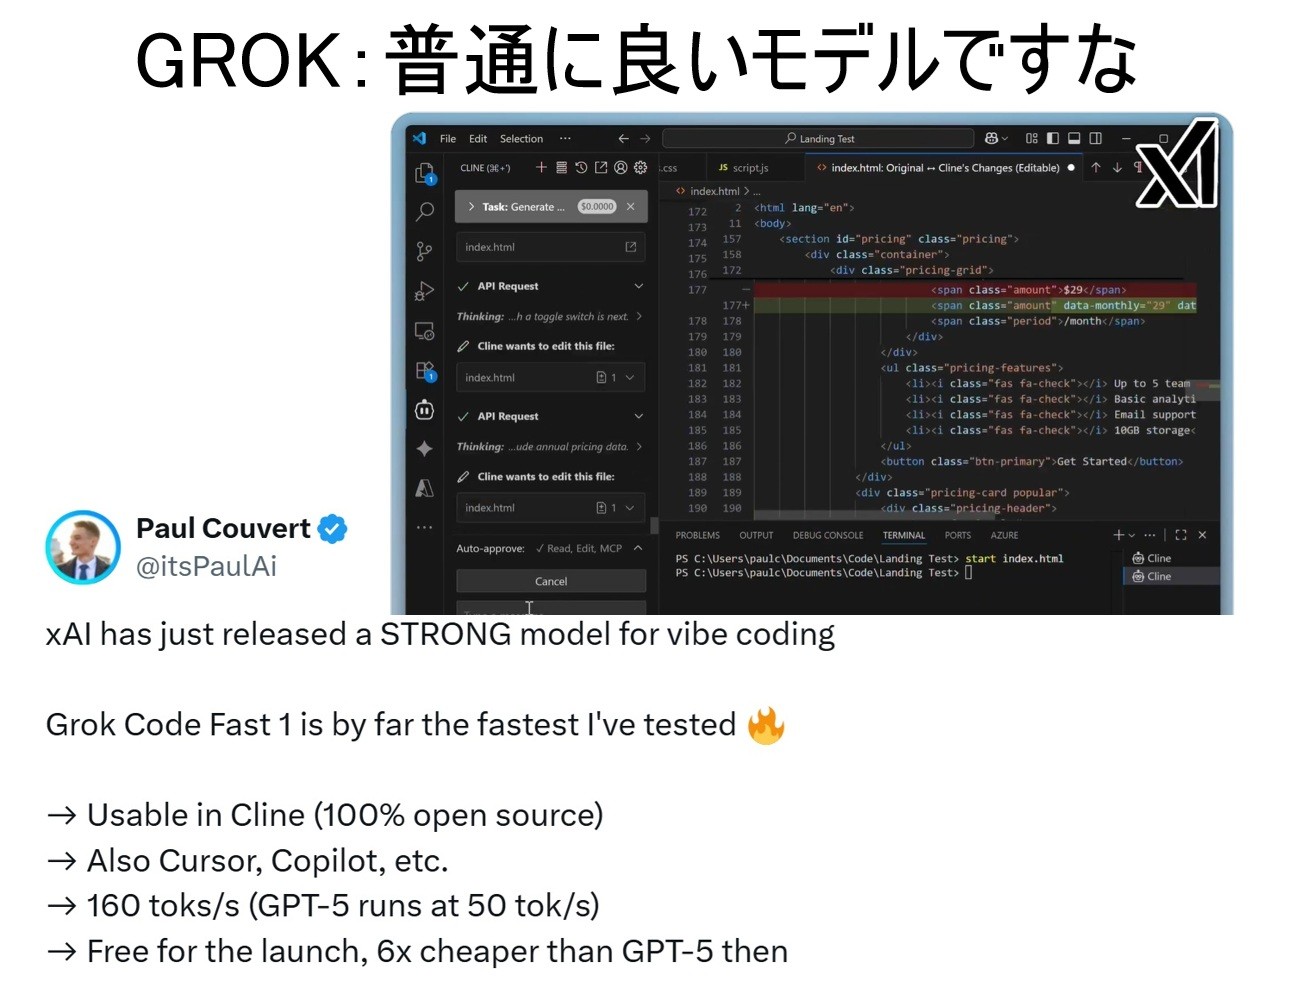 GROK:普通に良いモデルですな
File Edit Selection ···
Landing Test
CLINE (⌘+')
Task: Generate ... $0.0000
index.html
API Request
Thinking: ...h a toggle switch is next.
Cline wants to edit this file:
index.html 1
API Request
Thinking: ...ude annual pricing data.
Cline wants to edit this file:
index.html 1
Auto-approve: ✓ Read, Edit, MCP
Cancel
.css JS script.js <> index.html: Original ↔ Cline's Changes (Editable)
<> index.html > ...
172 2 <html lang="en">
173 11 <body>
174 157 <section id="pricing" class="pricing">
175 158 <div class="container">
176 172 <div class="pricing-grid">
177 — <span class="amount">$29</span>
177+ <span class="amount" data-monthly="29" dat
178 178 <span class="period">/month</span>
179 179 </div>
180 180 </div>
181 181 <ul class="pricing-features">
182 182 <li><i class="fas fa-check"></i> Up to 5 team
183 183 <li><i class="fas fa-check"></i> Basic analyti
184 184 <li><i class="fas fa-check"></i> Email support
185 185 <li><i class="fas fa-check"></i> 10GB storage<
186 186 </ul>
187 187 <button class="btn-primary">Get Started</button>
188 188 </div>
189 189 <div class="pricing-card popular">
190 190 <div class="pricing-header">
PROBLEMS OUTPUT DEBUG CONSOLE TERMINAL PORTS AZURE
PS C:\Users\paulc\Documents\Code\Landing Test> start index.html
PS C:\Users\paulc\Documents\Code\Landing Test>
Cline
Cline
xAI
Paul Couvert
@itsPaulAi
xAI has just released a STRONG model for vibe coding
Grok Code Fast 1 is by far the fastest I've tested 🔥
→ Usable in Cline (100% open source)
→ Also Cursor, Copilot, etc.
→ 160 toks/s (GPT-5 runs at 50 tok/s)
→ Free for the launch, 6x cheaper than GPT-5 then